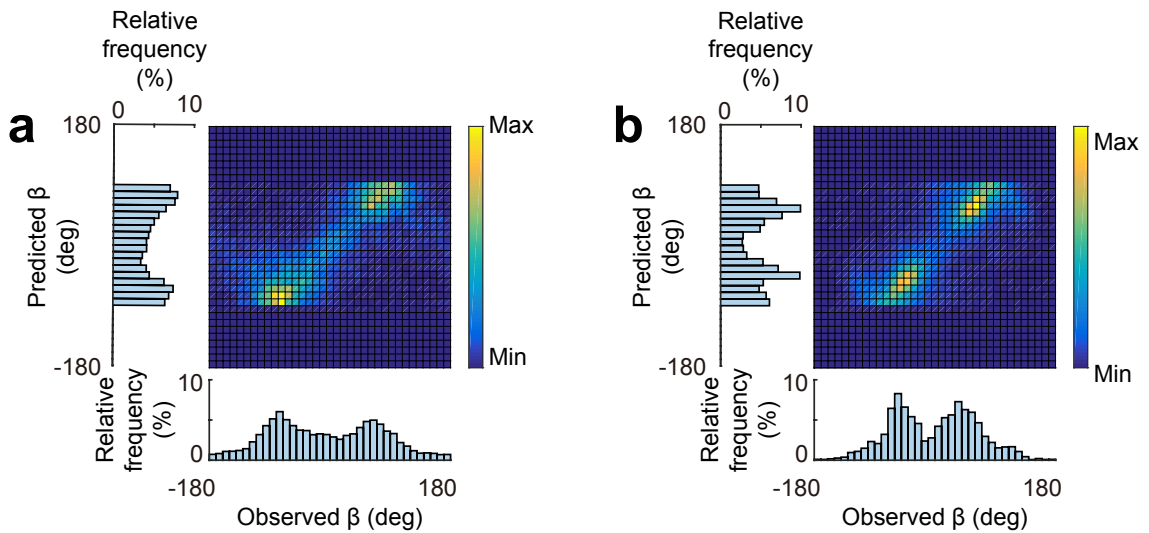 Relative
frequency
(%)
0
10
a
180
Max
Predicted β
(deg)
Min
-180
Relative
frequency
(%)
10
0
-180
180
Observed β (deg)
Relative
frequency
(%)
0
10
b
180
Max
Predicted β
(deg)
-180
Min
Relative
frequency
(%)
10
0
-180
180
Observed β (deg)